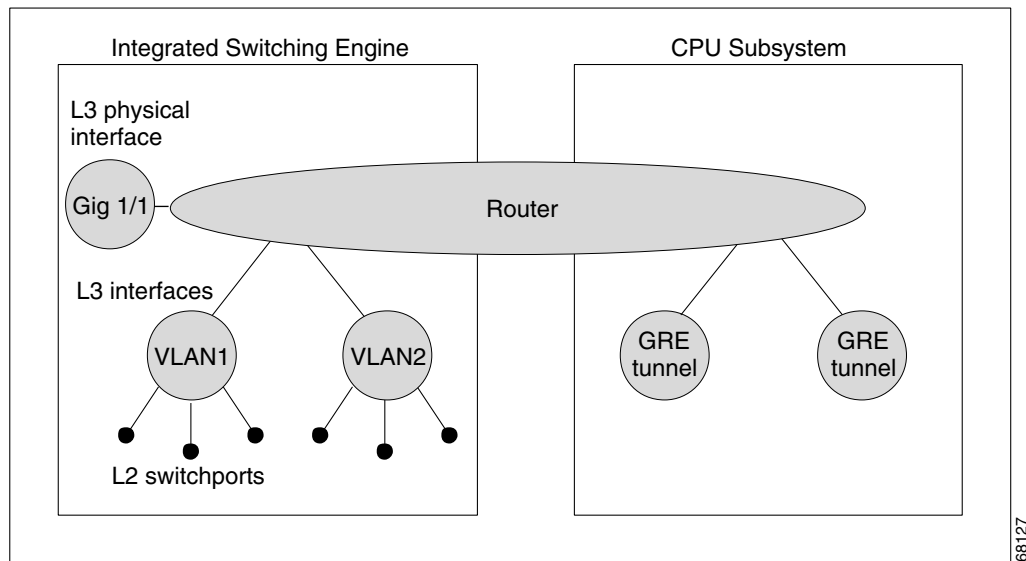 Integrated Switching Engine
CPU Subsystem
L3 physical
interface
Gig 1/1
Router
L3 interfaces
VLAN1
VLAN2
GRE
tunnel
GRE
tunnel
L2 switchports
68127